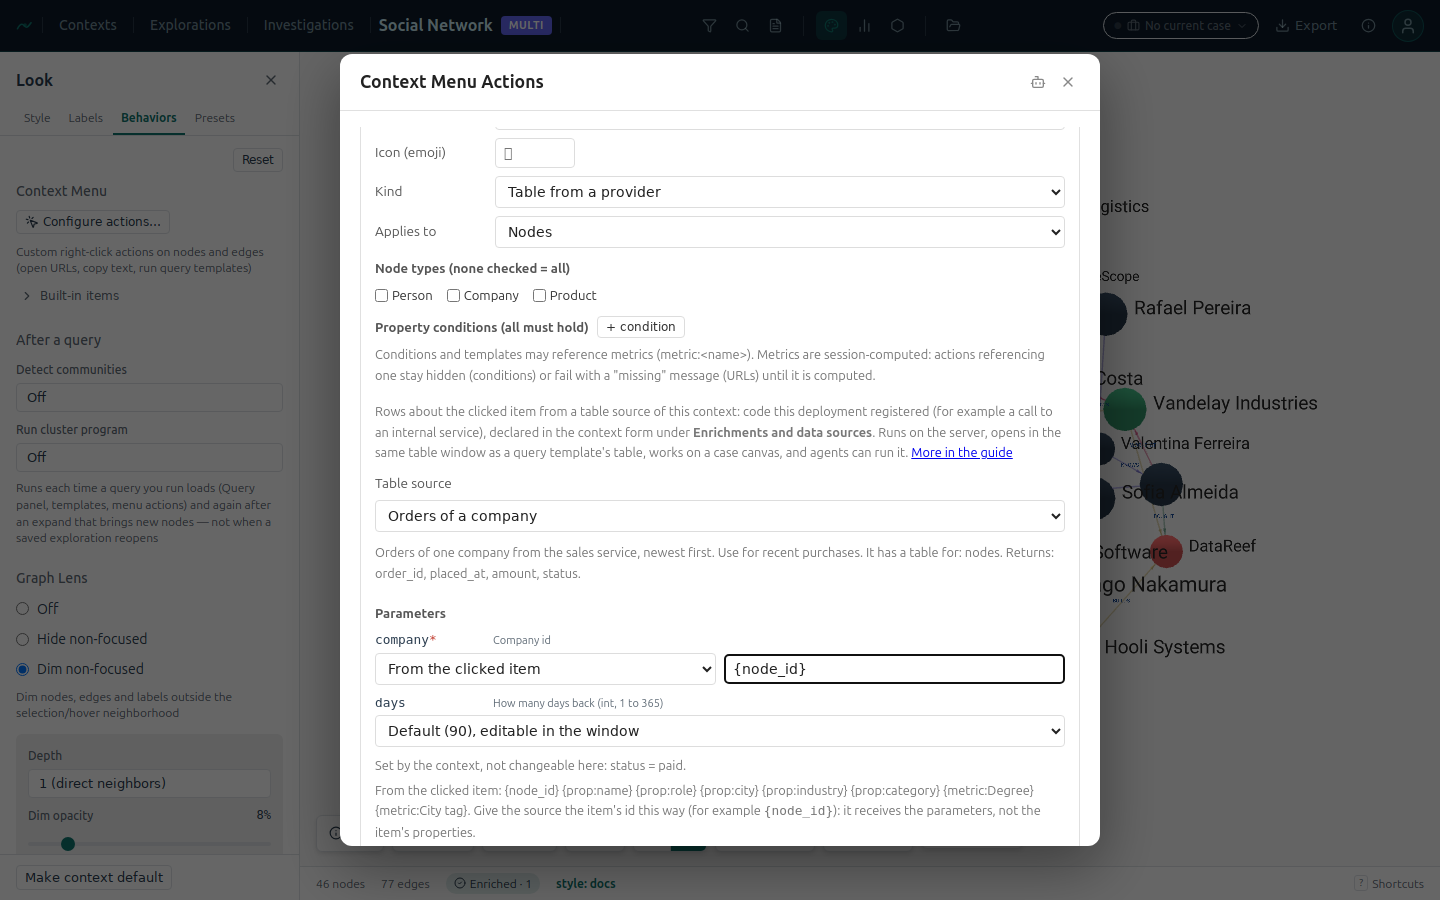 Contexts
Explorations
Investigations
Social Network
MULTI
No current case
Export
Look
Style
Labels
Behaviors
Presets
Reset
Context Menu
Configure actions...
Custom right-click actions on nodes and edges
(open URLs, copy text, run query templates)
Built-in items
After a query
Detect communities
Off
Run cluster program
Off
Runs each time a query you run loads (Query
panel, templates, menu actions) and again after
an expand that brings new nodes — not when a
saved exploration reopens
Graph Lens
Off
Hide non-focused
Dim non-focused
Dim nodes, edges and labels outside the
selection/hover neighborhood
Depth
1 (direct neighbors)
Dim opacity
8%
Make context default
Context Menu Actions
Icon (emoji)
Kind
Table from a provider
Applies to
Nodes
Node types (none checked = all)
Person
Company
Product
Property conditions (all must hold)
+ condition
Conditions and templates may reference metrics (metric:<name>). Metrics are session-computed: actions referencing
one stay hidden (conditions) or fail with a "missing" message (URLs) until it is computed.
Rows about the clicked item from a table source of this context: code this deployment registered (for example a call to
an internal service), declared in the context form under Enrichments and data sources. Runs on the server, opens in the
same table window as a query template's table, works on a case canvas, and agents can run it. More in the guide
Table source
Orders of a company
Orders of one company from the sales service, newest first. Use for recent purchases. It has a table for: nodes. Returns:
order_id, placed_at, amount, status.
Parameters
company*
Company id
From the clicked item
{node_id}
days
How many days back (int, 1 to 365)
Default (90), editable in the window
Set by the context, not changeable here: status = paid.
From the clicked item: {node_id} {prop:name} {prop:role} {prop:city} {prop:industry} {prop:category} {metric:Degree}
{metric:City tag}. Give the source the item's id this way (for example {node_id}): it receives the parameters, not the
item's properties.
gistics
Scope
Rafael Pereira
Costa
Vandelay Industries
Valentina Ferreira
Sofia Almeida
Software
DataReef
go Nakamura
Hooli Systems
46 nodes
77 edges
Enriched · 1
style: docs
? Shortcuts